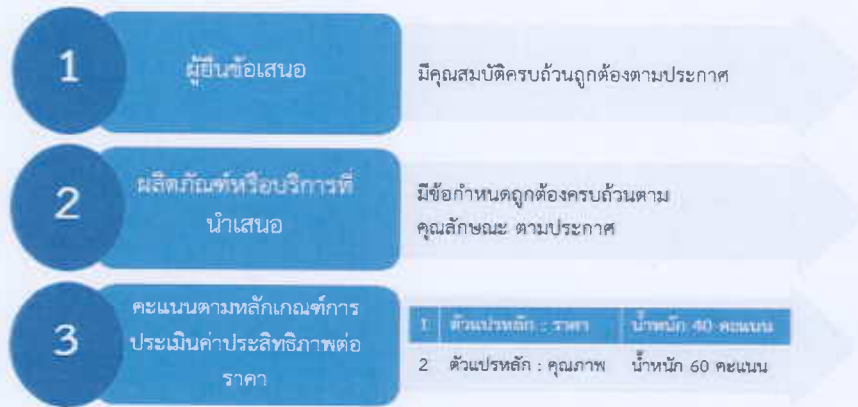 1
ผู้ยื่นข้อเสนอ
มีคุณสมบัติครบถ้วนถูกต้องตามประกาศ
2
ผลิตภัณฑ์หรือบริการที่
นำเสนอ
มีข้อกำหนดถูกต้องครบถ้วนตาม
คุณลักษณะ ตามประกาศ
3
คะแนนตามหลักเกณฑ์การ
ประเมินค่าประสิทธิภาพต่อ
ราคา
1 ตัวแปรหลัก : ราคา น้ำหนัก 40 คะแนน
2 ตัวแปรหลัก : คุณภาพ น้ำหนัก 60 คะแนน